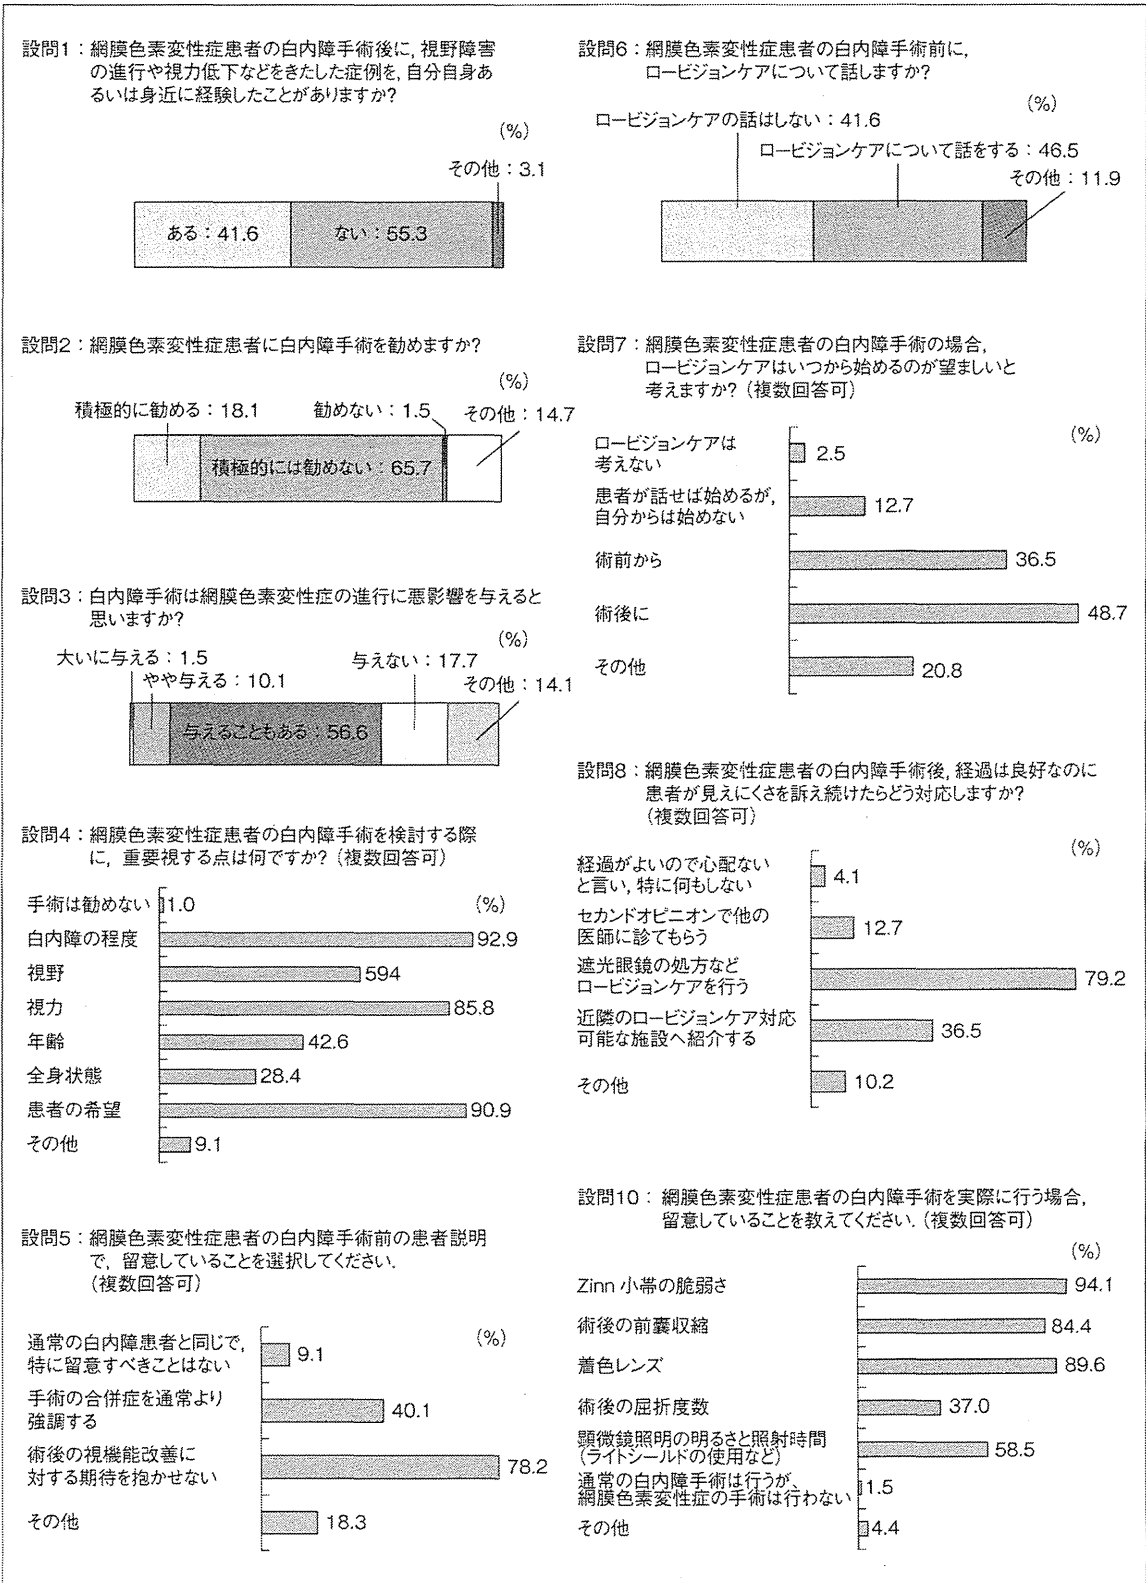 設問1：網膜色素変性症患者の白内障手術後に，視野障害
の進行や視力低下などをきたした症例を，自分自身あ
るいは身近に経験したことがありますか？
(%)
その他：3.1
ある：41.6
ない：55.3
設問2：網膜色素変性症患者に白内障手術を勧めますか？
(%)
積極的に勧める：18.1
勧めない：1.5
その他：14.7
積極的には勧めない：65.7
設問3：白内障手術は網膜色素変性症の進行に悪影響を与えると
思いますか？
(%)
大いに与える：1.5
与えない：17.7
やや与える：10.1
その他：14.1
与えることもある：56.6
設問4：網膜色素変性症患者の白内障手術を検討する際
に，重要視する点は何ですか？（複数回答可）
手術は勧めない 1.0
(%)
白内障の程度 92.9
視野 594
視力 85.8
年齢 42.6
全身状態 28.4
患者の希望 90.9
その他 9.1
設問5：網膜色素変性症患者の白内障手術前の患者説明
で，留意していることを選択してください．
（複数回答可）
(%)
通常の白内障患者と同じで，
特に留意すべきことはない 9.1
手術の合併症を通常より
強調する 40.1
術後の視機能改善に
対する期待を抱かせない 78.2
その他 18.3
設問6：網膜色素変性症患者の白内障手術前に，
ロービジョンケアについて話しますか？
(%)
ロービジョンケアの話はしない：41.6
ロービジョンケアについて話をする：46.5
その他：11.9
設問7：網膜色素変性症患者の白内障手術の場合，
ロービジョンケアはいつから始めるのが望ましいと
考えますか？（複数回答可）
(%)
ロービジョンケアは
考えない 2.5
患者が話せば始めるが，
自分からは始めない 12.7
術前から 36.5
術後に 48.7
その他 20.8
設問8：網膜色素変性症患者の白内障手術後，経過は良好なのに
患者が見えにくさを訴え続けたらどう対応しますか？
（複数回答可）
(%)
経過がよいので心配ない
と言い，特に何もしない 4.1
セカンドオピニオンで他の
医師に診てもらう 12.7
遮光眼鏡の処方など
ロービジョンケアを行う 79.2
近隣のロービジョンケア対応
可能な施設へ紹介する 36.5
その他 10.2
設問10：網膜色素変性症患者の白内障手術を実際に行う場合，
留意していることを教えてください．（複数回答可）
(%)
Zinn 小帯の脆弱さ 94.1
術後の前嚢収縮 84.4
着色レンズ 89.6
術後の屈折度数 37.0
顕微鏡照明の明るさと照射時間
（ライトシールドの使用など） 58.5
通常の白内障手術は行うが、
網膜色素変性症の手術は行わない 1.5
その他 4.4